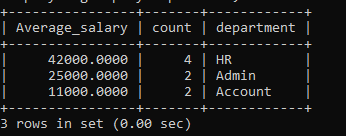 +----------------+-------+------------+
| Average_salary | count | department |
+----------------+-------+------------+
|     42000.0000 |     4 | HR         |
|     25000.0000 |     2 | Admin      |
|     11000.0000 |     2 | Account    |
+----------------+-------+------------+
3 rows in set (0.00 sec)